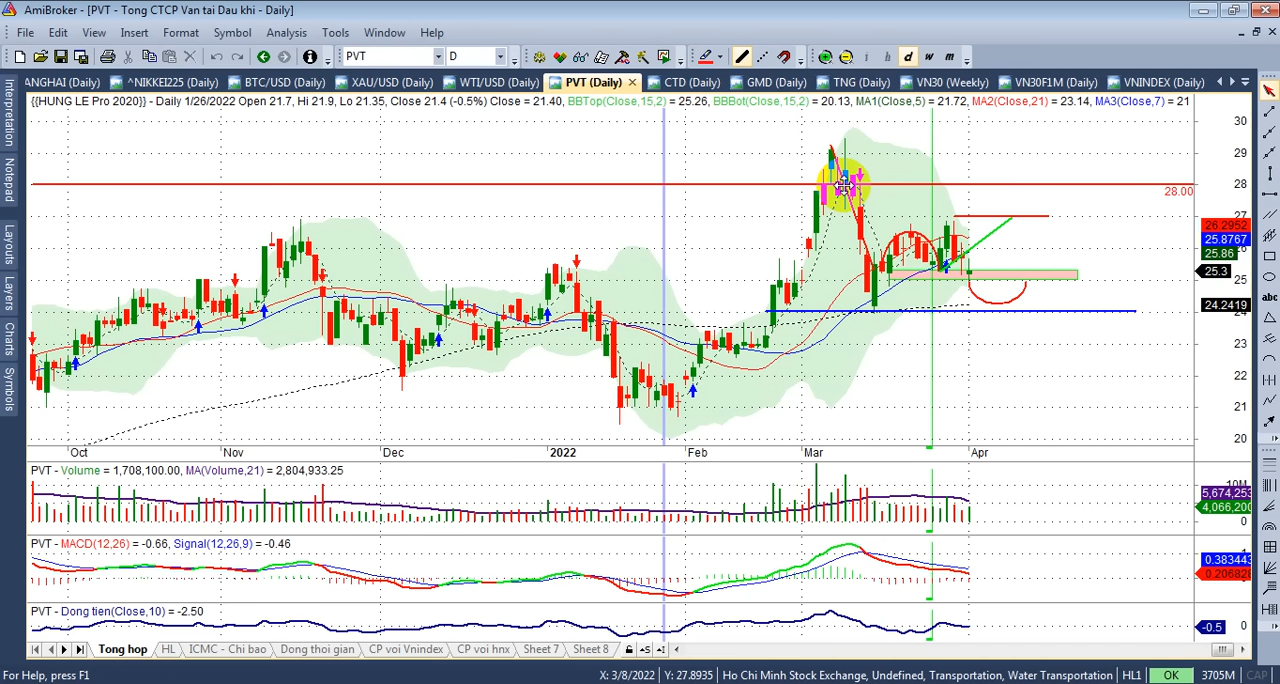 AmiBroker - [PVT - Tong CTCP Van tai Dau khi - Daily]
File Edit View Insert Format Symbol Analysis Tools Window Help
PVT D d w m
ANGHAI (Daily) ^NIKKEI225 (Daily) BTC/USD (Daily) XAU/USD (Daily) WTI/USD (Daily) PVT (Daily) CTD (Daily) GMD (Daily) TNG (Daily) VN30 (Weekly) VN30F1M (Daily) VNINDEX (Daily)
{{HUNG LE Pro 2020}} - Daily 1/26/2022 Open 21.7, Hi 21.9, Lo 21.35, Close 21.4 (-0.5%) Close = 21.40, BBTop(Close,15,2) = 25.26, BBBot(Close,15,2) = 20.13, MA1(Close,5) = 21.72, MA2(Close,21) = 23.14, MA3(Close,7) = 21
Interpretation
Notepad
Layouts
Layers
Charts
Symbols
abc
30
29
28
28.00
27
26.2952
25.8767
25.86
25.3
25
24.2419
24
23
22
21
20
Oct Nov Dec 2022 Feb Mar Apr
PVT - Volume = 1,708,100.00, MA(Volume,21) = 2,804,933.25
10M
5,674,253
4,066,200
0
PVT - MACD(12,26) = -0.66, Signal(12,26,9) = -0.46
1
0.383443
0.206828
PVT - Dong tien(Close,10) = -2.50
-0.5 0
Tong hop HL ICMC - Chi bao Dong thoi gian CP voi Vnindex CP voi hnx Sheet 7 Sheet 8
For Help, press F1 X: 3/8/2022 Y: 27.8935 Ho Chi Minh Stock Exchange, Undefined, Transportation, Water Transportation HL1 OK 3705M CAP